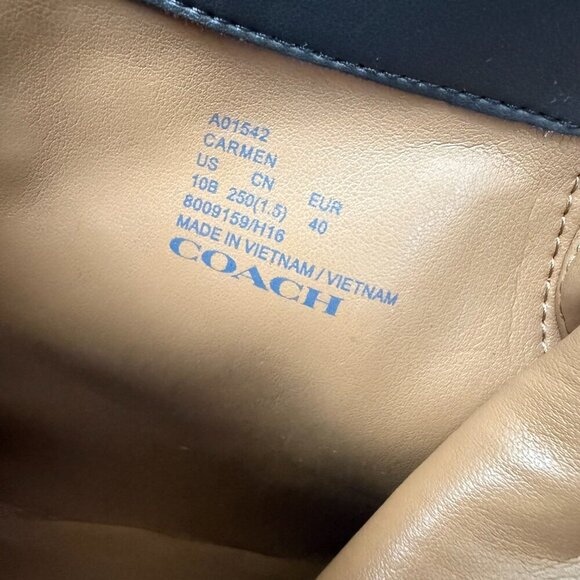 A01542
CARMEN
US CN EUR
10B 250(1.5) 40
8009159/H16
MADE IN VIETNAM / VIETNAM
COACH